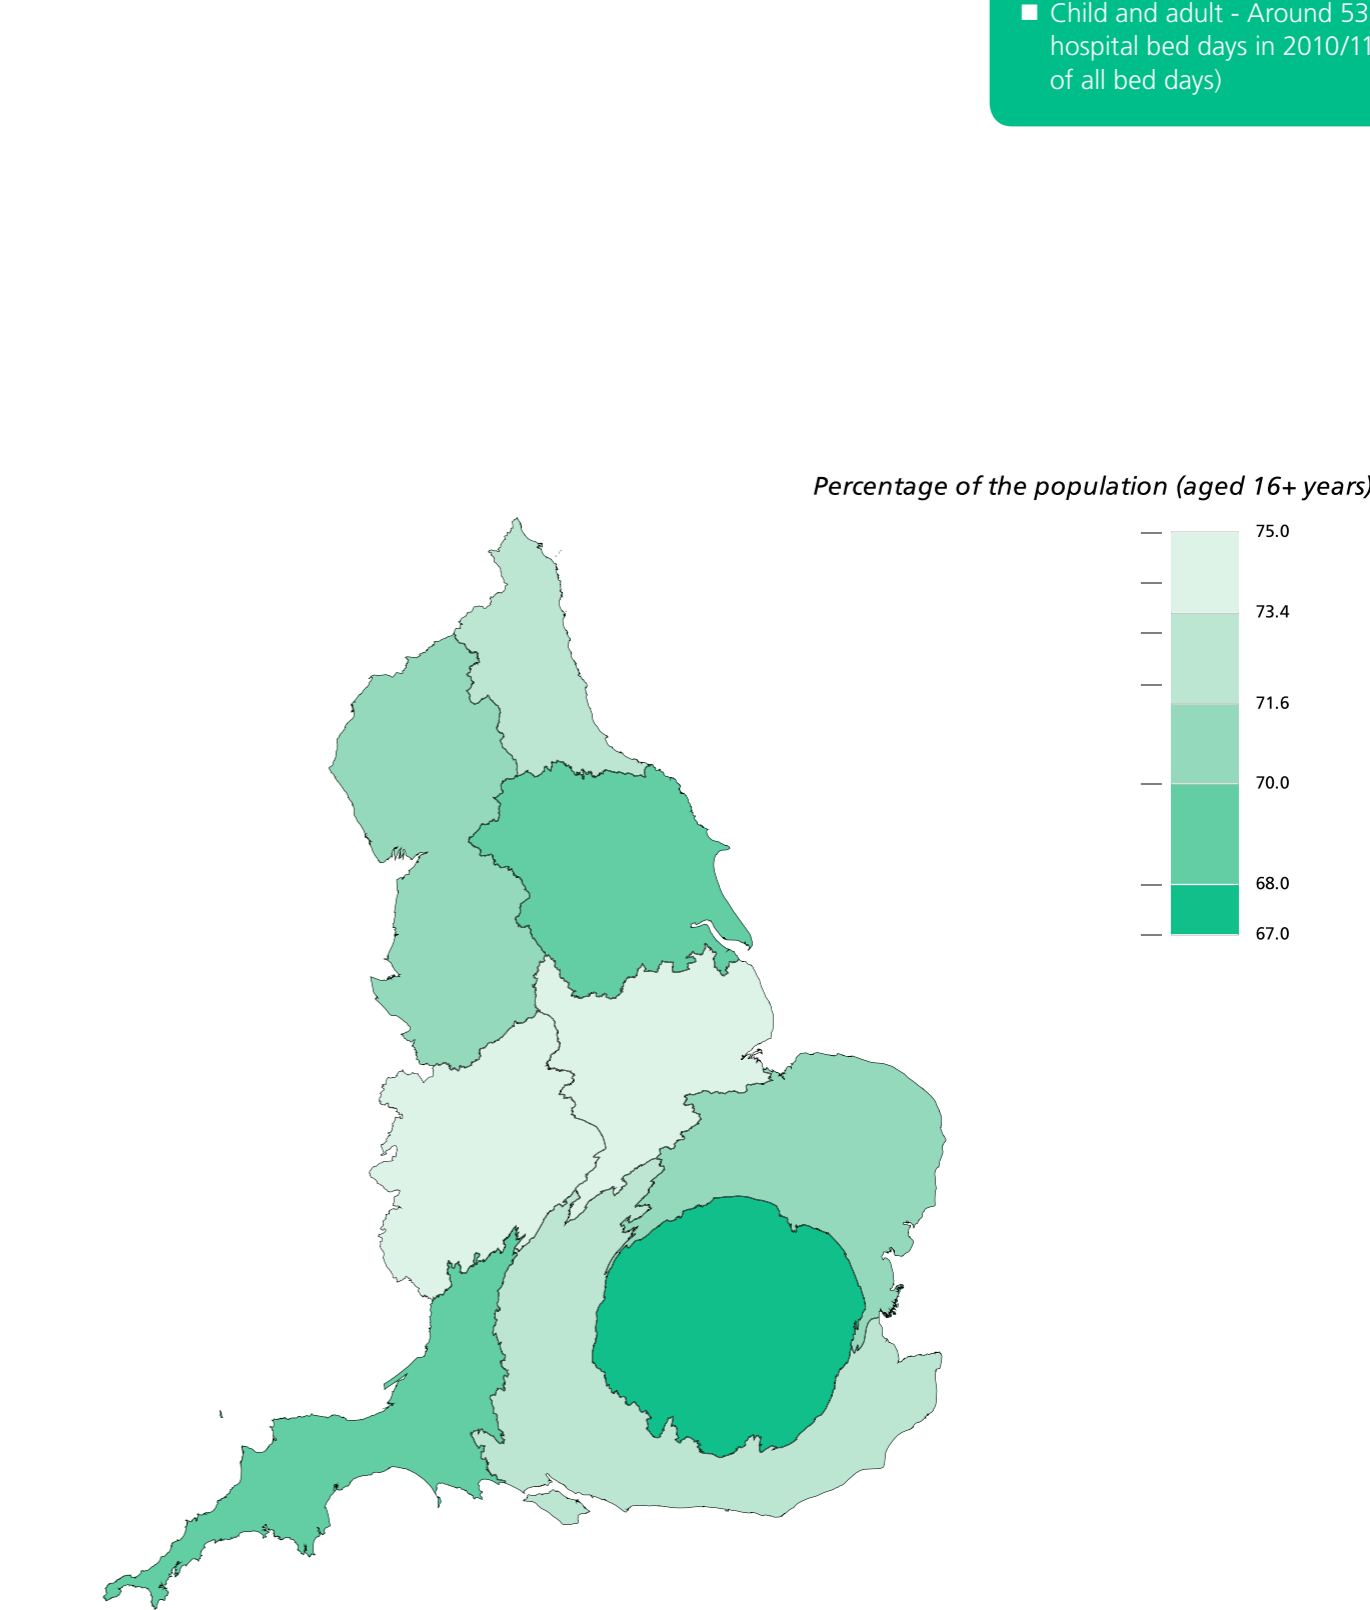 ■ Child and adult - Around 53
hospital bed days in 2010/11
of all bed days)
Percentage of the population (aged 16+ years)
75.0
73.4
71.6
70.0
68.0
67.0